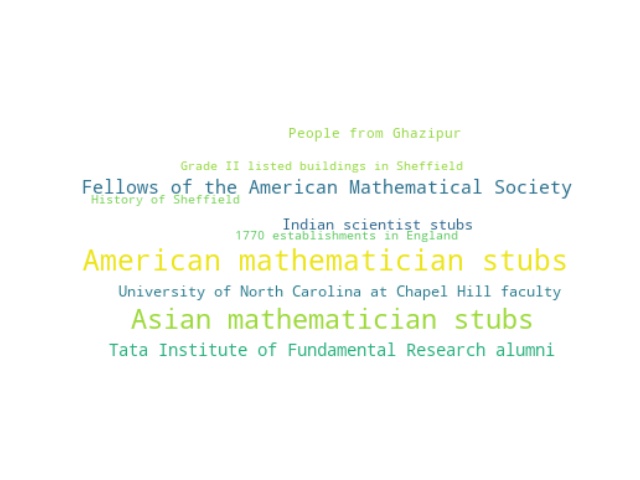 People from Ghazipur
Grade II listed buildings in Sheffield
Fellows of the American Mathematical Society
History of Sheffield
Indian scientist stubs
1770 establishments in England
American mathematician stubs
University of North Carolina at Chapel Hill faculty
Asian mathematician stubs
Tata Institute of Fundamental Research alumni